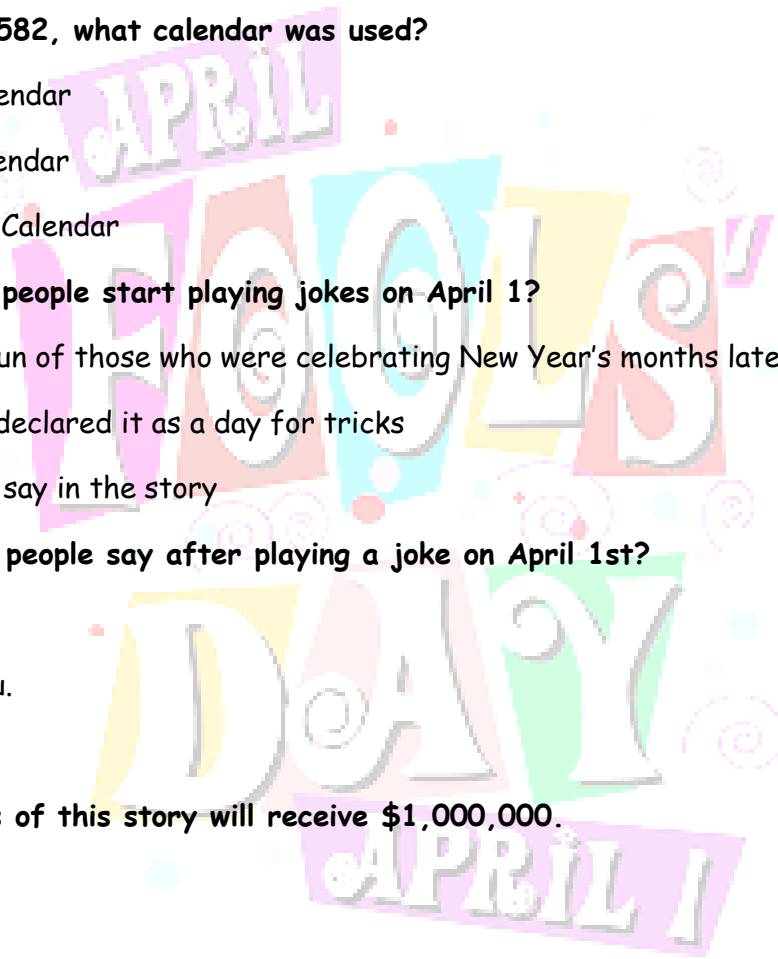 582, what calendar was used?
endar
endar
Calendar
people start playing jokes on April 1?
un of those who were celebrating New Year's months late
declared it as a day for tricks
say in the story
people say after playing a joke on April 1st?
u.
s of this story will receive $1,000,000.
APRIL
FOOLS'
DAY
APRIL 1